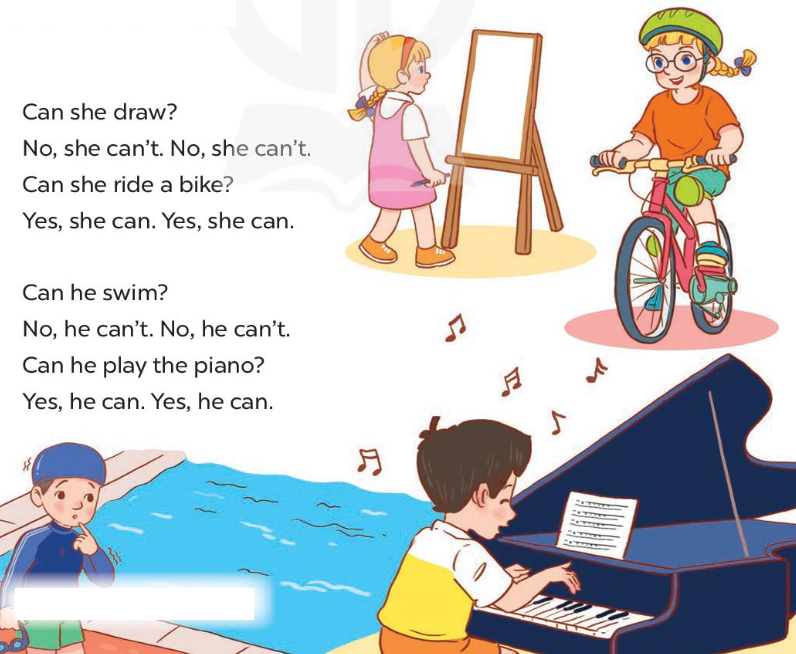 Can she draw?
No, she can't. No, she can't.
Can she ride a bike?
Yes, she can. Yes, she can.
Can he swim?
No, he can't. No, he can't.
Can he play the piano?
Yes, he can. Yes, he can.